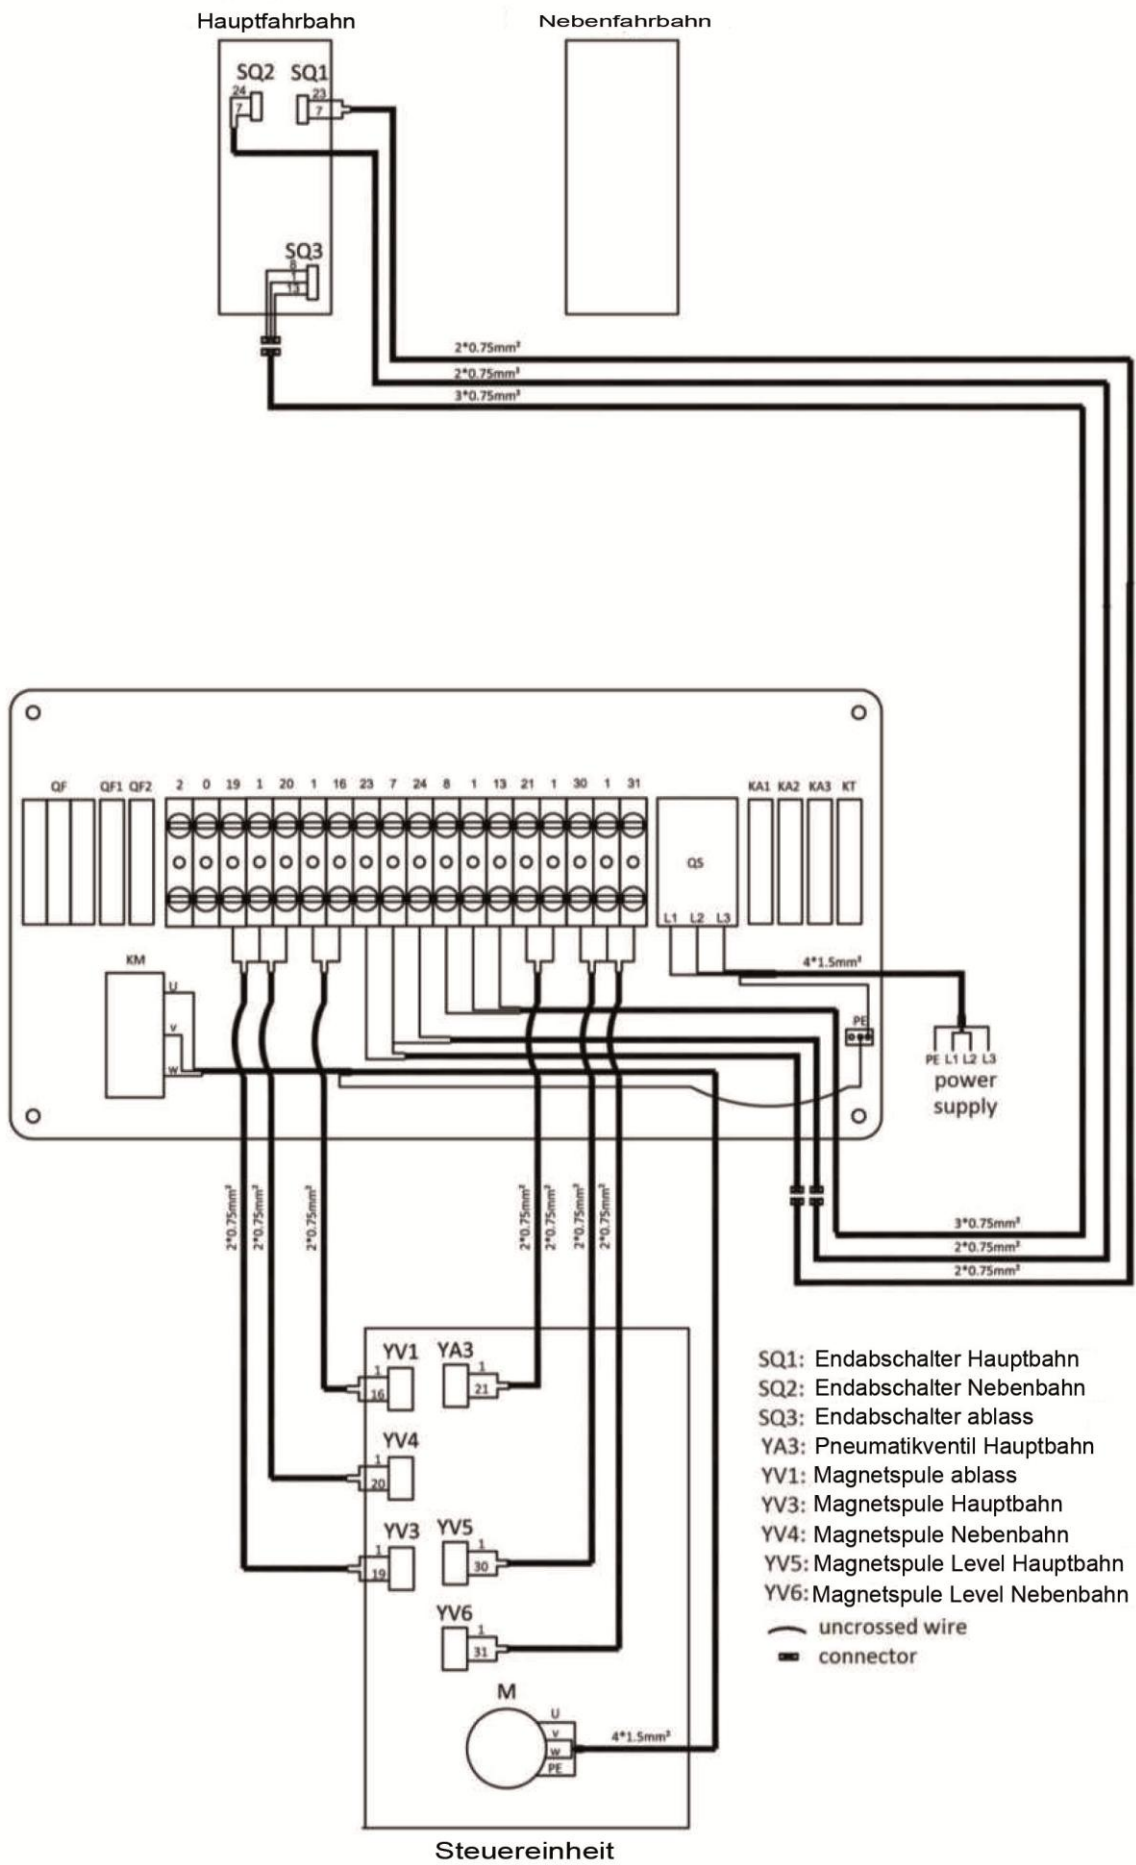 Hauptfahrbahn Nebenfahrbahn
SQ2 SQ1
24 23
7 7
SQ3
8
1
13
2*0.75mm²
2*0.75mm²
3*0.75mm²
QF QF1 QF2 2 0 19 1 20 1 16 23 7 24 8 1 13 21 1 30 1 31 KA1 KA2 KA3 KT
QS
L1 L2 L3
KM
U
V
W
4*1.5mm²
PE
PE L1 L2 L3
power
supply
2*0.75mm²
2*0.75mm²
2*0.75mm²
2*0.75mm²
2*0.75mm²
2*0.75mm²
2*0.75mm²
3*0.75mm²
2*0.75mm²
2*0.75mm²
YV1 YA3
1 1
16 21
YV4
1
20
YV3 YV5
1 1
19 30
YV6
1
31
M
U
V
W
PE
4*1.5mm²
Steuereinheit
SQ1: Endabschalter Hauptbahn
SQ2: Endabschalter Nebenbahn
SQ3: Endabschalter ablass
YA3: Pneumatikventil Hauptbahn
YV1: Magnetspule ablass
YV3: Magnetspule Hauptbahn
YV4: Magnetspule Nebenbahn
YV5: Magnetspule Level Hauptbahn
YV6: Magnetspule Level Nebenbahn
uncrossed wire
connector